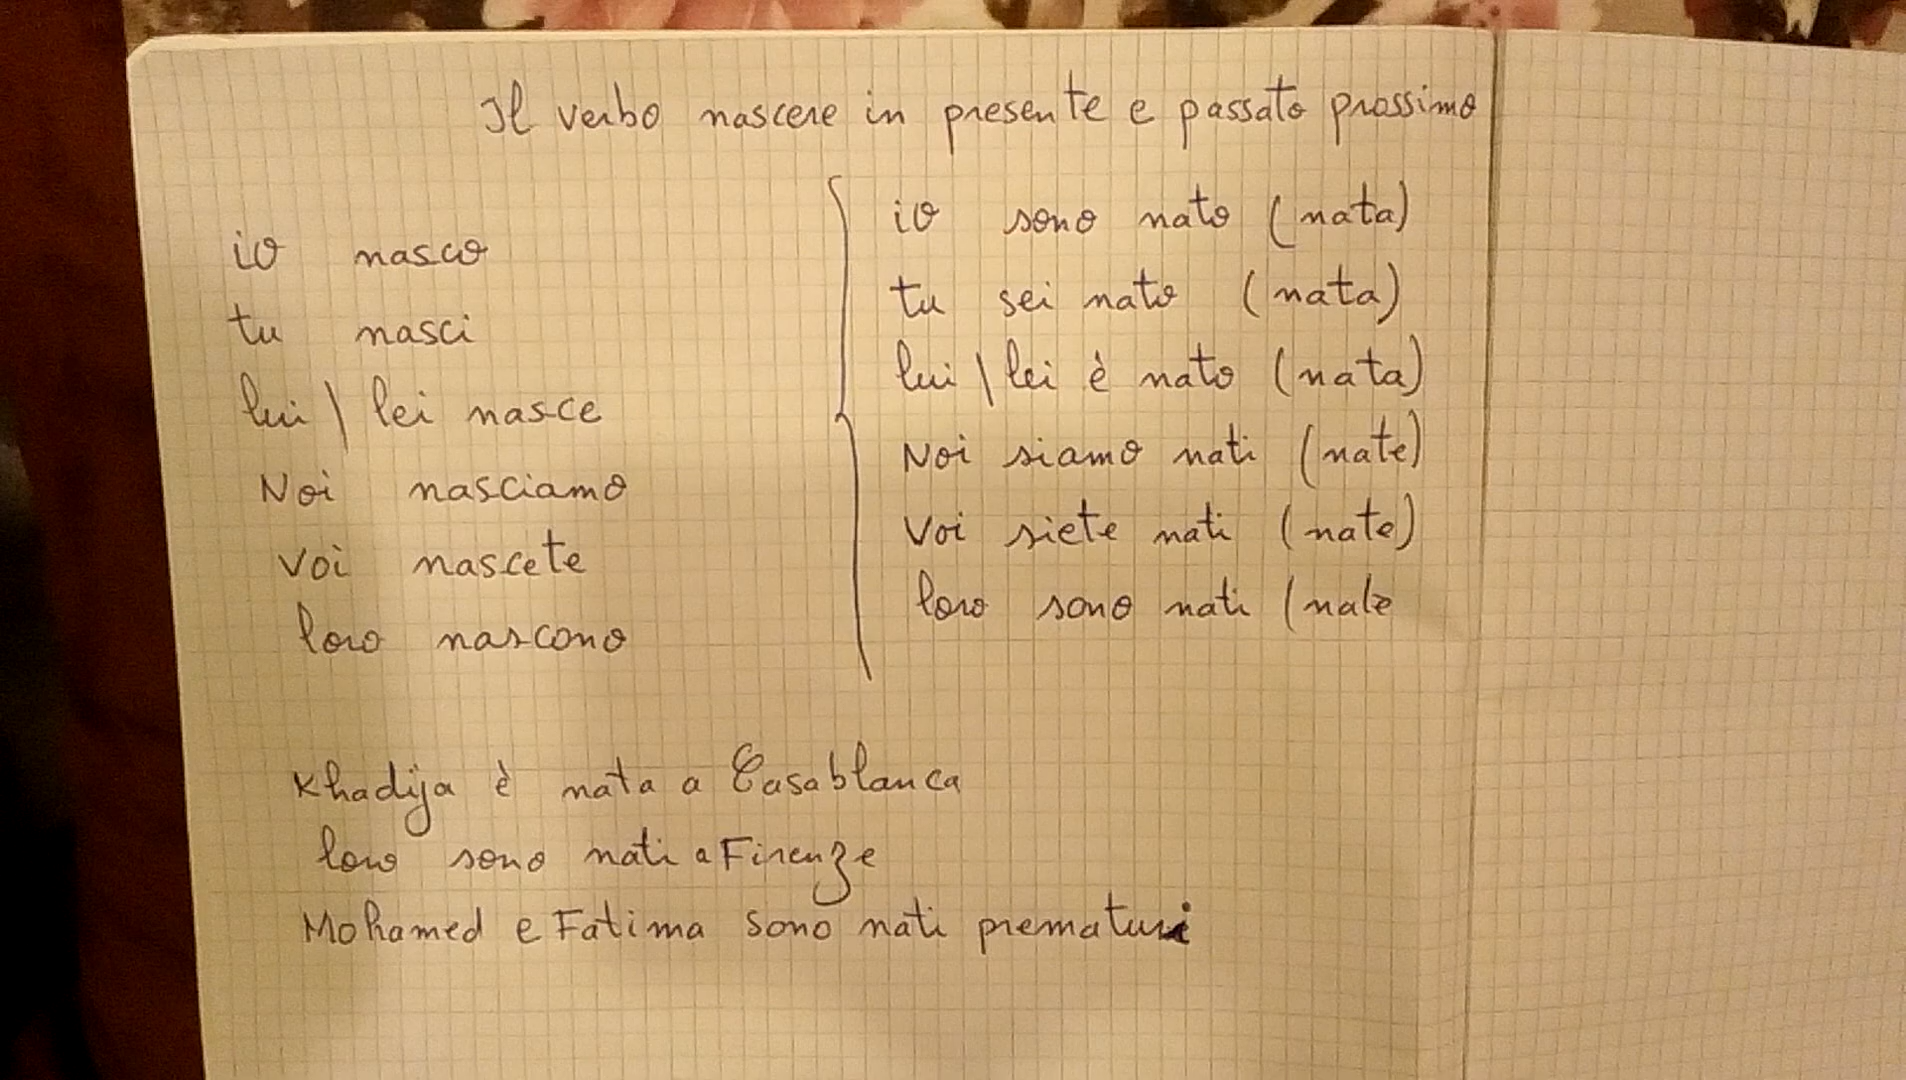 Il verbo nascere in presente e passato prossimo
io nasco
tu nasci
lui \ lei nasce
Noi nasciamo
Voi nascete
loro nascono
io sono nato (nata)
tu sei nato (nata)
lui \ lei è nato (nata)
Noi siamo nati (nate)
Voi siete nati (nate)
loro sono nati (nate
Khadija è nata a Casablanca
loro sono nati a Firenze
Mohamed e Fatima sono nati prematuri